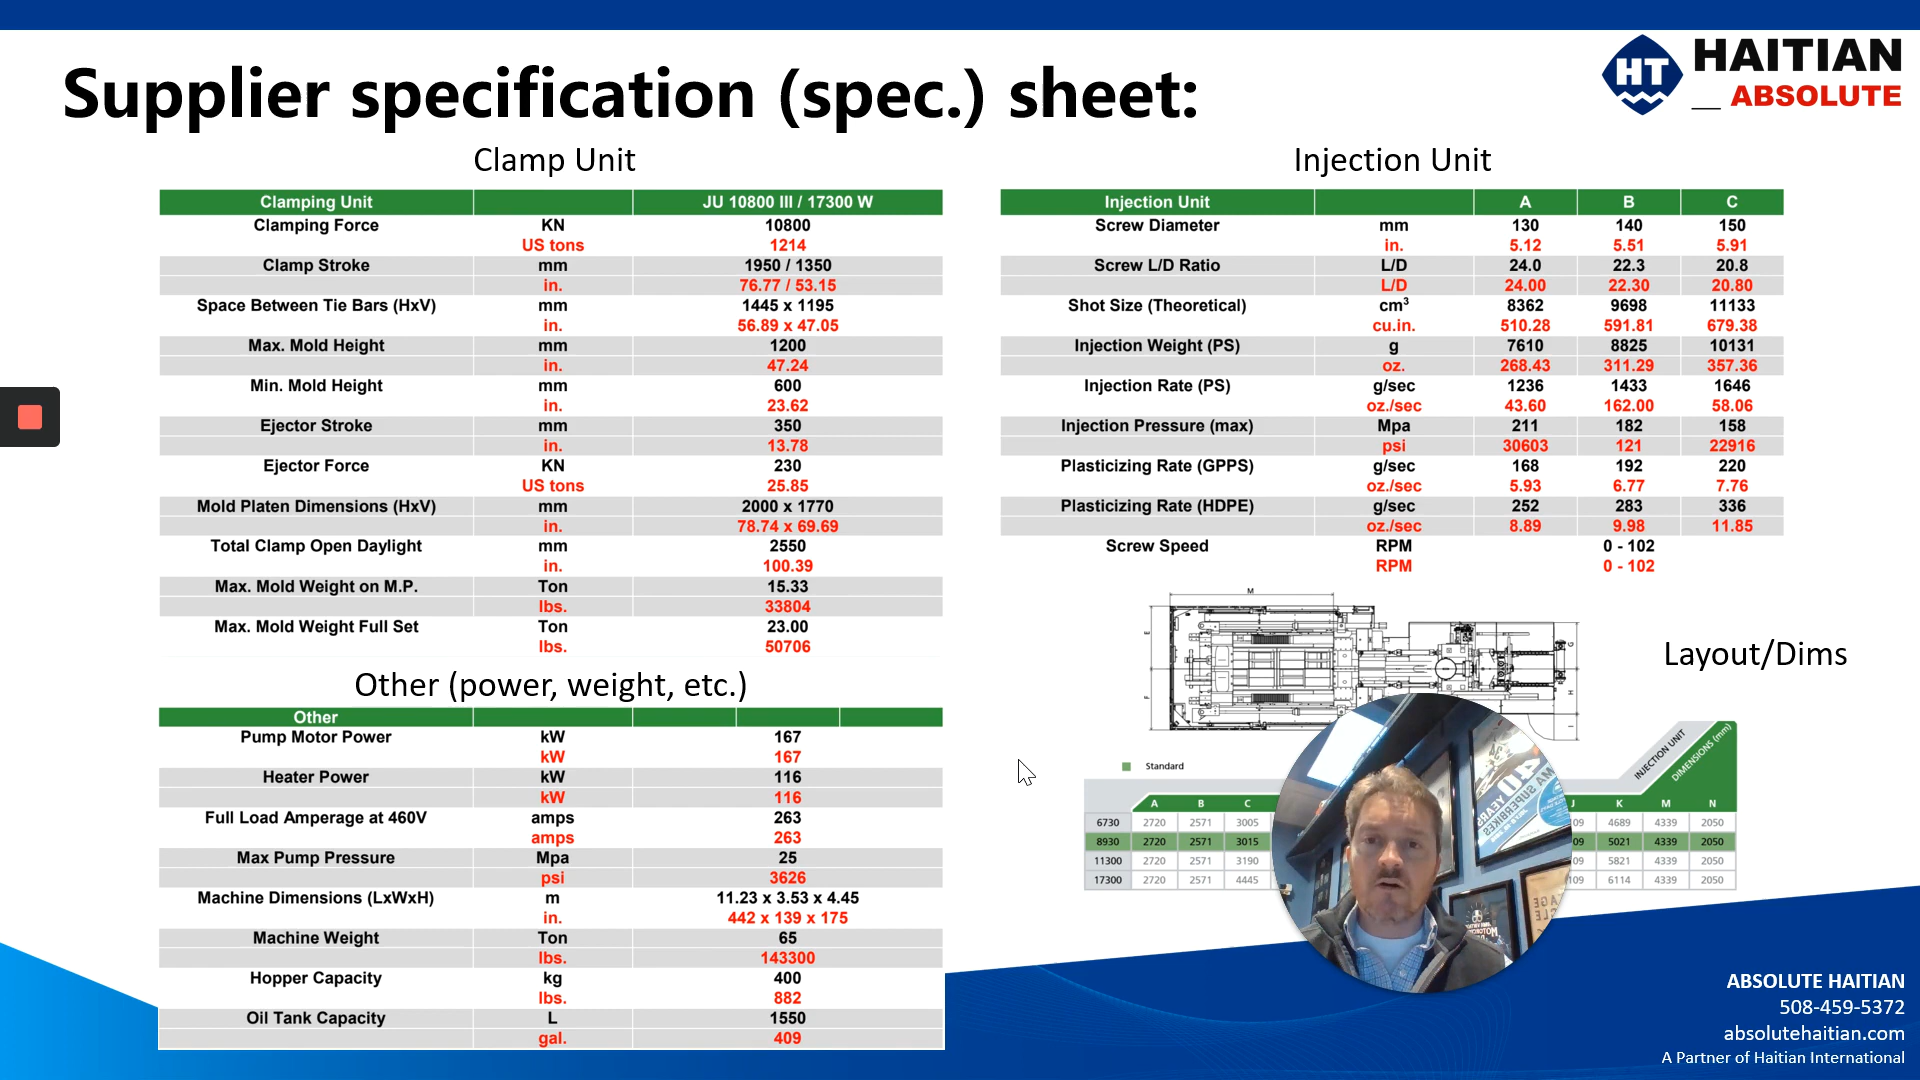 Supplier specification (spec.) sheet:
HT HAITIAN
ABSOLUTE
Clamp Unit
Clamping Unit JU 10800 III / 17300 W
Clamping Force KN 10800
US tons 1214
Clamp Stroke mm 1950 / 1350
in. 76.77 / 53.15
Space Between Tie Bars (HxV) mm 1445 x 1195
in. 56.89 x 47.05
Max. Mold Height mm 1200
in. 47.24
Min. Mold Height mm 600
in. 23.62
Ejector Stroke mm 350
in. 13.78
Ejector Force KN 230
US tons 25.85
Mold Platen Dimensions (HxV) mm 2000 x 1770
in. 78.74 x 69.69
Total Clamp Open Daylight mm 2550
in. 100.39
Max. Mold Weight on M.P. Ton 15.33
lbs. 33804
Max. Mold Weight Full Set Ton 23.00
lbs. 50706
Other (power, weight, etc.)
Other
Pump Motor Power kW 167
kW 167
Heater Power kW 116
kW 116
Full Load Amperage at 460V amps 263
amps 263
Max Pump Pressure Mpa 25
psi 3626
Machine Dimensions (LxWxH) m 11.23 x 3.53 x 4.45
in. 442 x 139 x 175
Machine Weight Ton 65
lbs. 143300
Hopper Capacity kg 400
lbs. 882
Oil Tank Capacity L 1550
gal. 409
Injection Unit
Injection Unit A B C
Screw Diameter mm 130 140 150
in. 5.12 5.51 5.91
Screw L/D Ratio L/D 24.0 22.3 20.8
L/D 24.00 22.30 20.80
Shot Size (Theoretical) cm³ 8362 9698 11133
cu.in. 510.28 591.81 679.38
Injection Weight (PS) g 7610 8825 10131
oz. 268.43 311.29 357.36
Injection Rate (PS) g/sec 1236 1433 1646
oz./sec 43.60 162.00 58.06
Injection Pressure (max) Mpa 211 182 158
psi 30603 121 22916
Plasticizing Rate (GPPS) g/sec 168 192 220
oz./sec 5.93 6.77 7.76
Plasticizing Rate (HDPE) g/sec 252 283 336
oz./sec 8.89 9.98 11.85
Screw Speed RPM 0 - 102
RPM 0 - 102
Layout/Dims
M
E
F
G
H
I
Standard
INJECTION UNIT
DIMENSIONS (mm)
A B C J K M N
6730 2720 2571 3005 09 4689 4339 2050
8930 2720 2571 3015 09 5021 4339 2050
11300 2720 2571 3190 09 5821 4339 2050
17300 2720 2571 4445 109 6114 4339 2050
ABSOLUTE HAITIAN
508-459-5372
absolutehaitian.com
A Partner of Haitian International